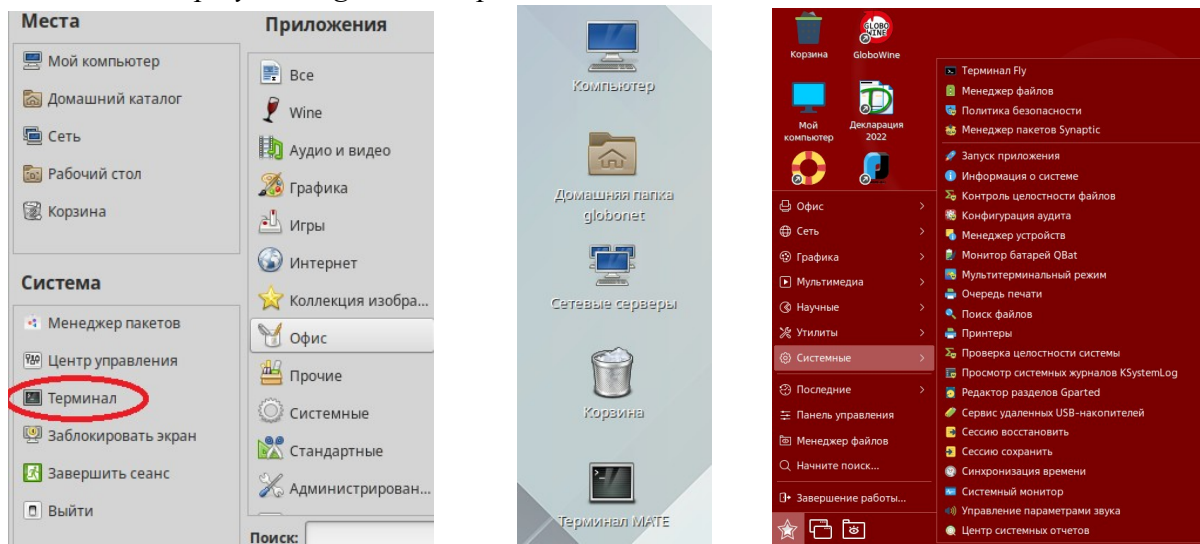 Места
Мой компьютер
Домашний каталог
Сеть
Рабочий стол
Корзина
Система
Менеджер пакетов
Центр управления
Терминал
Заблокировать экран
Завершить сеанс
Выйти
Приложения
Все
Wine
Аудио и видео
Графика
Игры
Интернет
Коллекция изобра...
Офис
Прочие
Системные
Стандартные
Администрирован...
Поиск:
Компьютер
Домашняя папка
globonet
Сетевые серверы
Корзина
Терминал MATE
GLOBO
WINE
Корзина
GloboWine
Мой
компьютер
Декларация
2022
Офис
Сеть
Графика
Мультимедиа
Научные
Утилиты
Системные
Последние
Панель управления
Менеджер файлов
Начните поиск...
Завершение работы...
Терминал Fly
Менеджер файлов
Политика безопасности
Менеджер пакетов Synaptic
Запуск приложения
Информация о системе
Контроль целостности файлов
Конфигурация аудита
Менеджер устройств
Монитор батарей QBat
Мультитерминальный режим
Очередь печати
Поиск файлов
Принтеры
Проверка целостности системы
Просмотр системных журналов KSystemLog
Редактор разделов Gparted
Сервис удаленных USB-накопителей
Сессию восстановить
Сессию сохранить
Синхронизация времени
Системный монитор
Управление параметрами звука
Центр системных отчетов